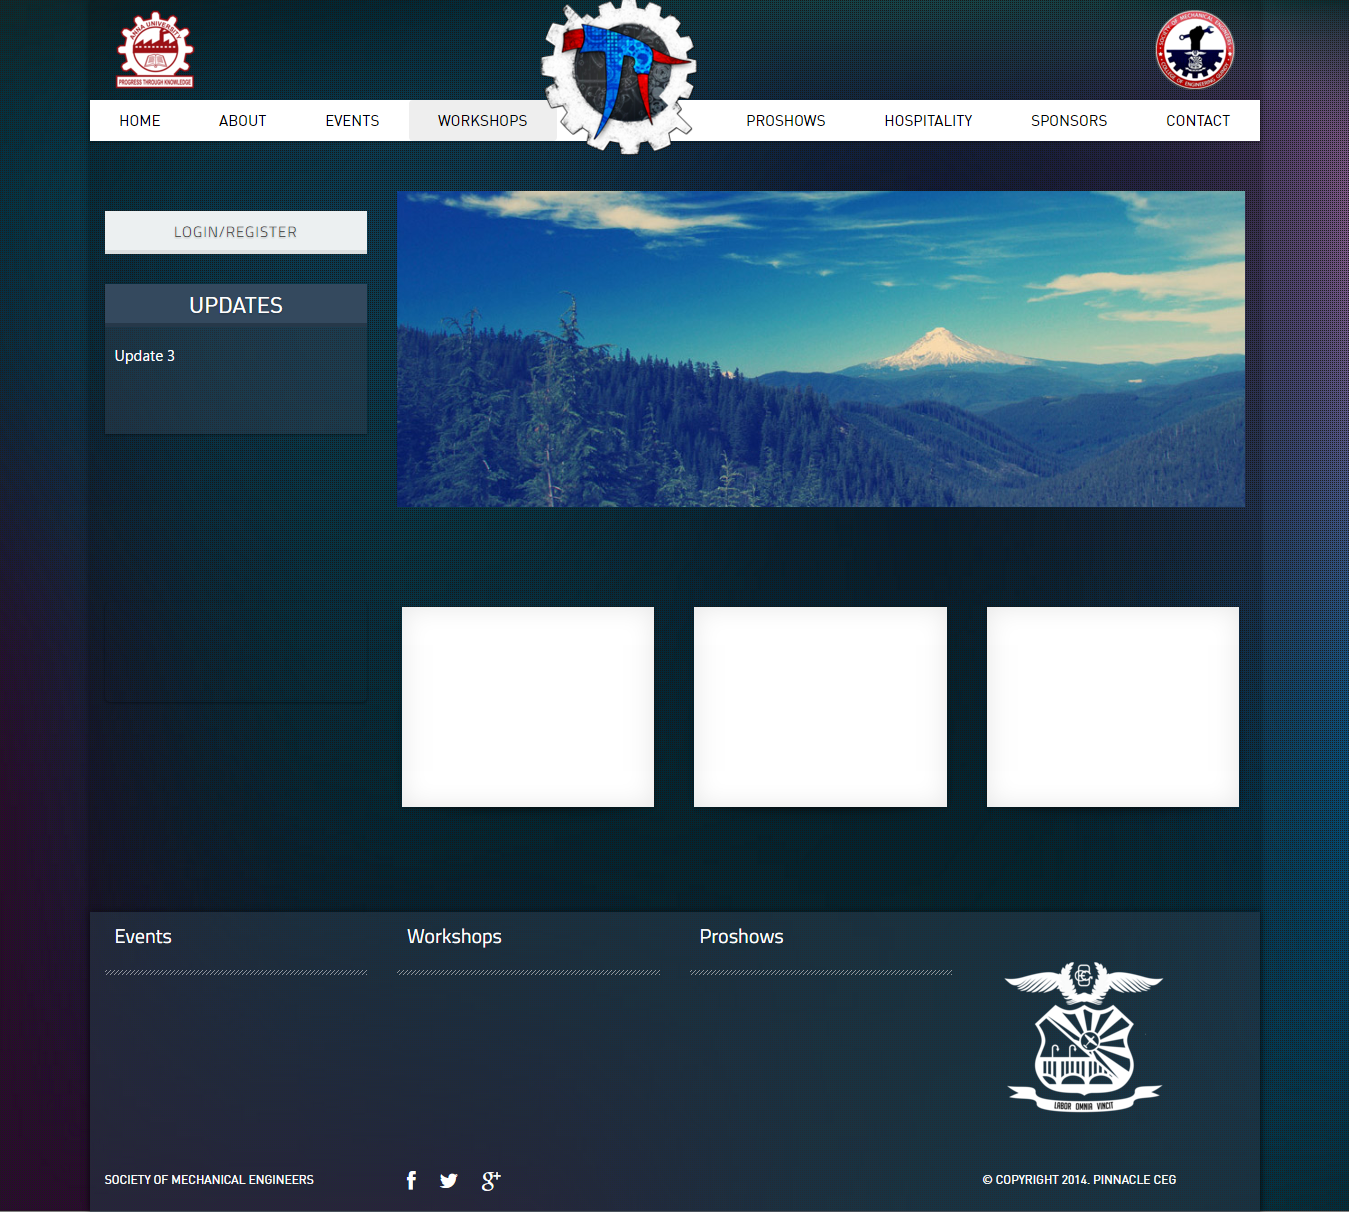 ANNA UNIVERSITY
PROGRESS THROUGH KNOWLEDGE
SOCIETY OF MECHANICAL ENGINEERS
COLLEGE OF ENGINEERING GUINDY
HOME
ABOUT
EVENTS
WORKSHOPS
PROSHOWS
HOSPITALITY
SPONSORS
CONTACT
LOGIN/REGISTER
UPDATES
Update 3
Events
Workshops
Proshows
LABOR OMNIA VINCIT
SOCIETY OF MECHANICAL ENGINEERS
© COPYRIGHT 2014. PINNACLE CEG